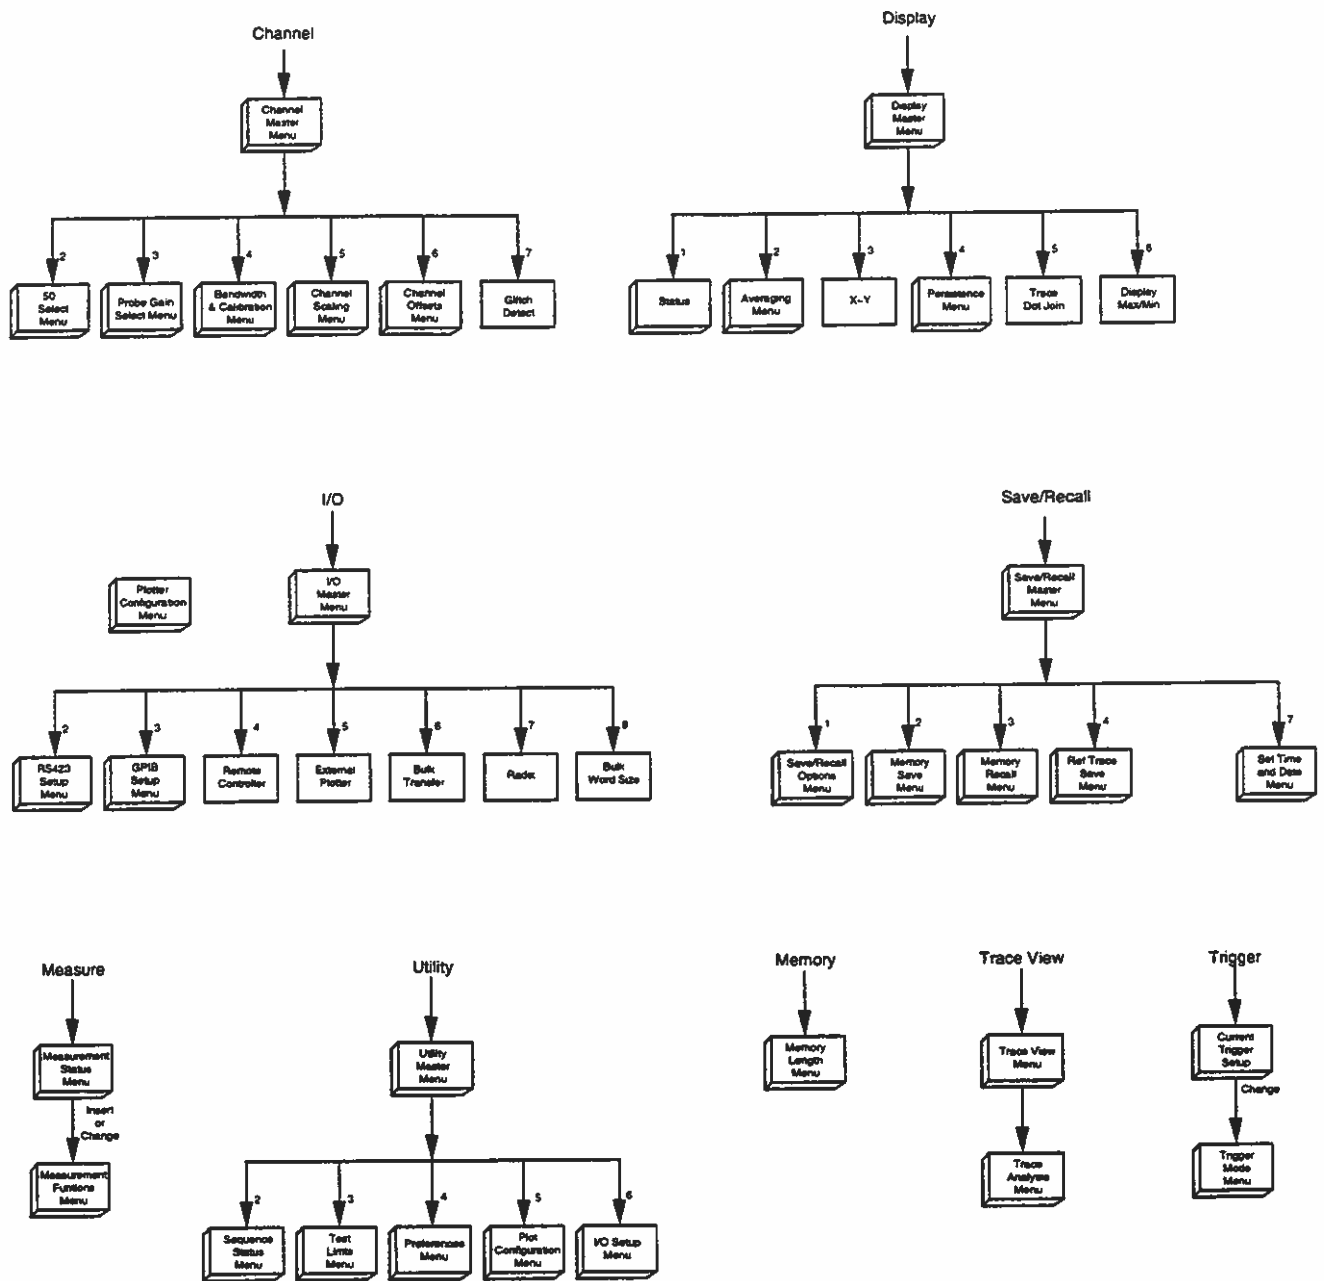 Channel
Channel
Master
Menu
2
3
4
5
6
7
50
Select
Menu
Probe Gain
Select Menu
Bandwidth
& Calibration
Menu
Channel
Scaling
Menu
Channel
Offsets
Menu
Glitch
Detect
Display
Display
Master
Menu
1
2
3
4
5
6
Status
Averaging
Menu
X-Y
Persistence
Menu
Trace
Dot Join
Display
Max/Min
I/O
I/O
Master
Menu
Plotter
Configuration
Menu
2
3
4
5
6
7
8
RS423
Setup
Menu
GPIB
Setup
Menu
Remote
Controller
External
Plotter
Bulk
Transfer
Radix
Bulk
Word Size
Save/Recall
Save/Recall
Master
Menu
1
2
3
4
7
Save/Recall
Options
Menu
Memory
Save
Menu
Memory
Recall
Menu
Ref Trace
Save
Menu
Set Time
and Date
Menu
Measure
Measurement
Status
Menu
Insert
or
Change
Measurement
Funtions
Menu
Utility
Utility
Master
Menu
2
3
4
5
6
Sequence
Status
Menu
Test
Limits
Menu
Preferences
Menu
Plot
Configuration
Menu
I/O Setup
Menu
Memory
Memory
Length
Menu
Trace View
Trace View
Menu
Trace
Analysis
Menu
Trigger
Current
Trigger
Setup
Change
Trigger
Mode
Menu